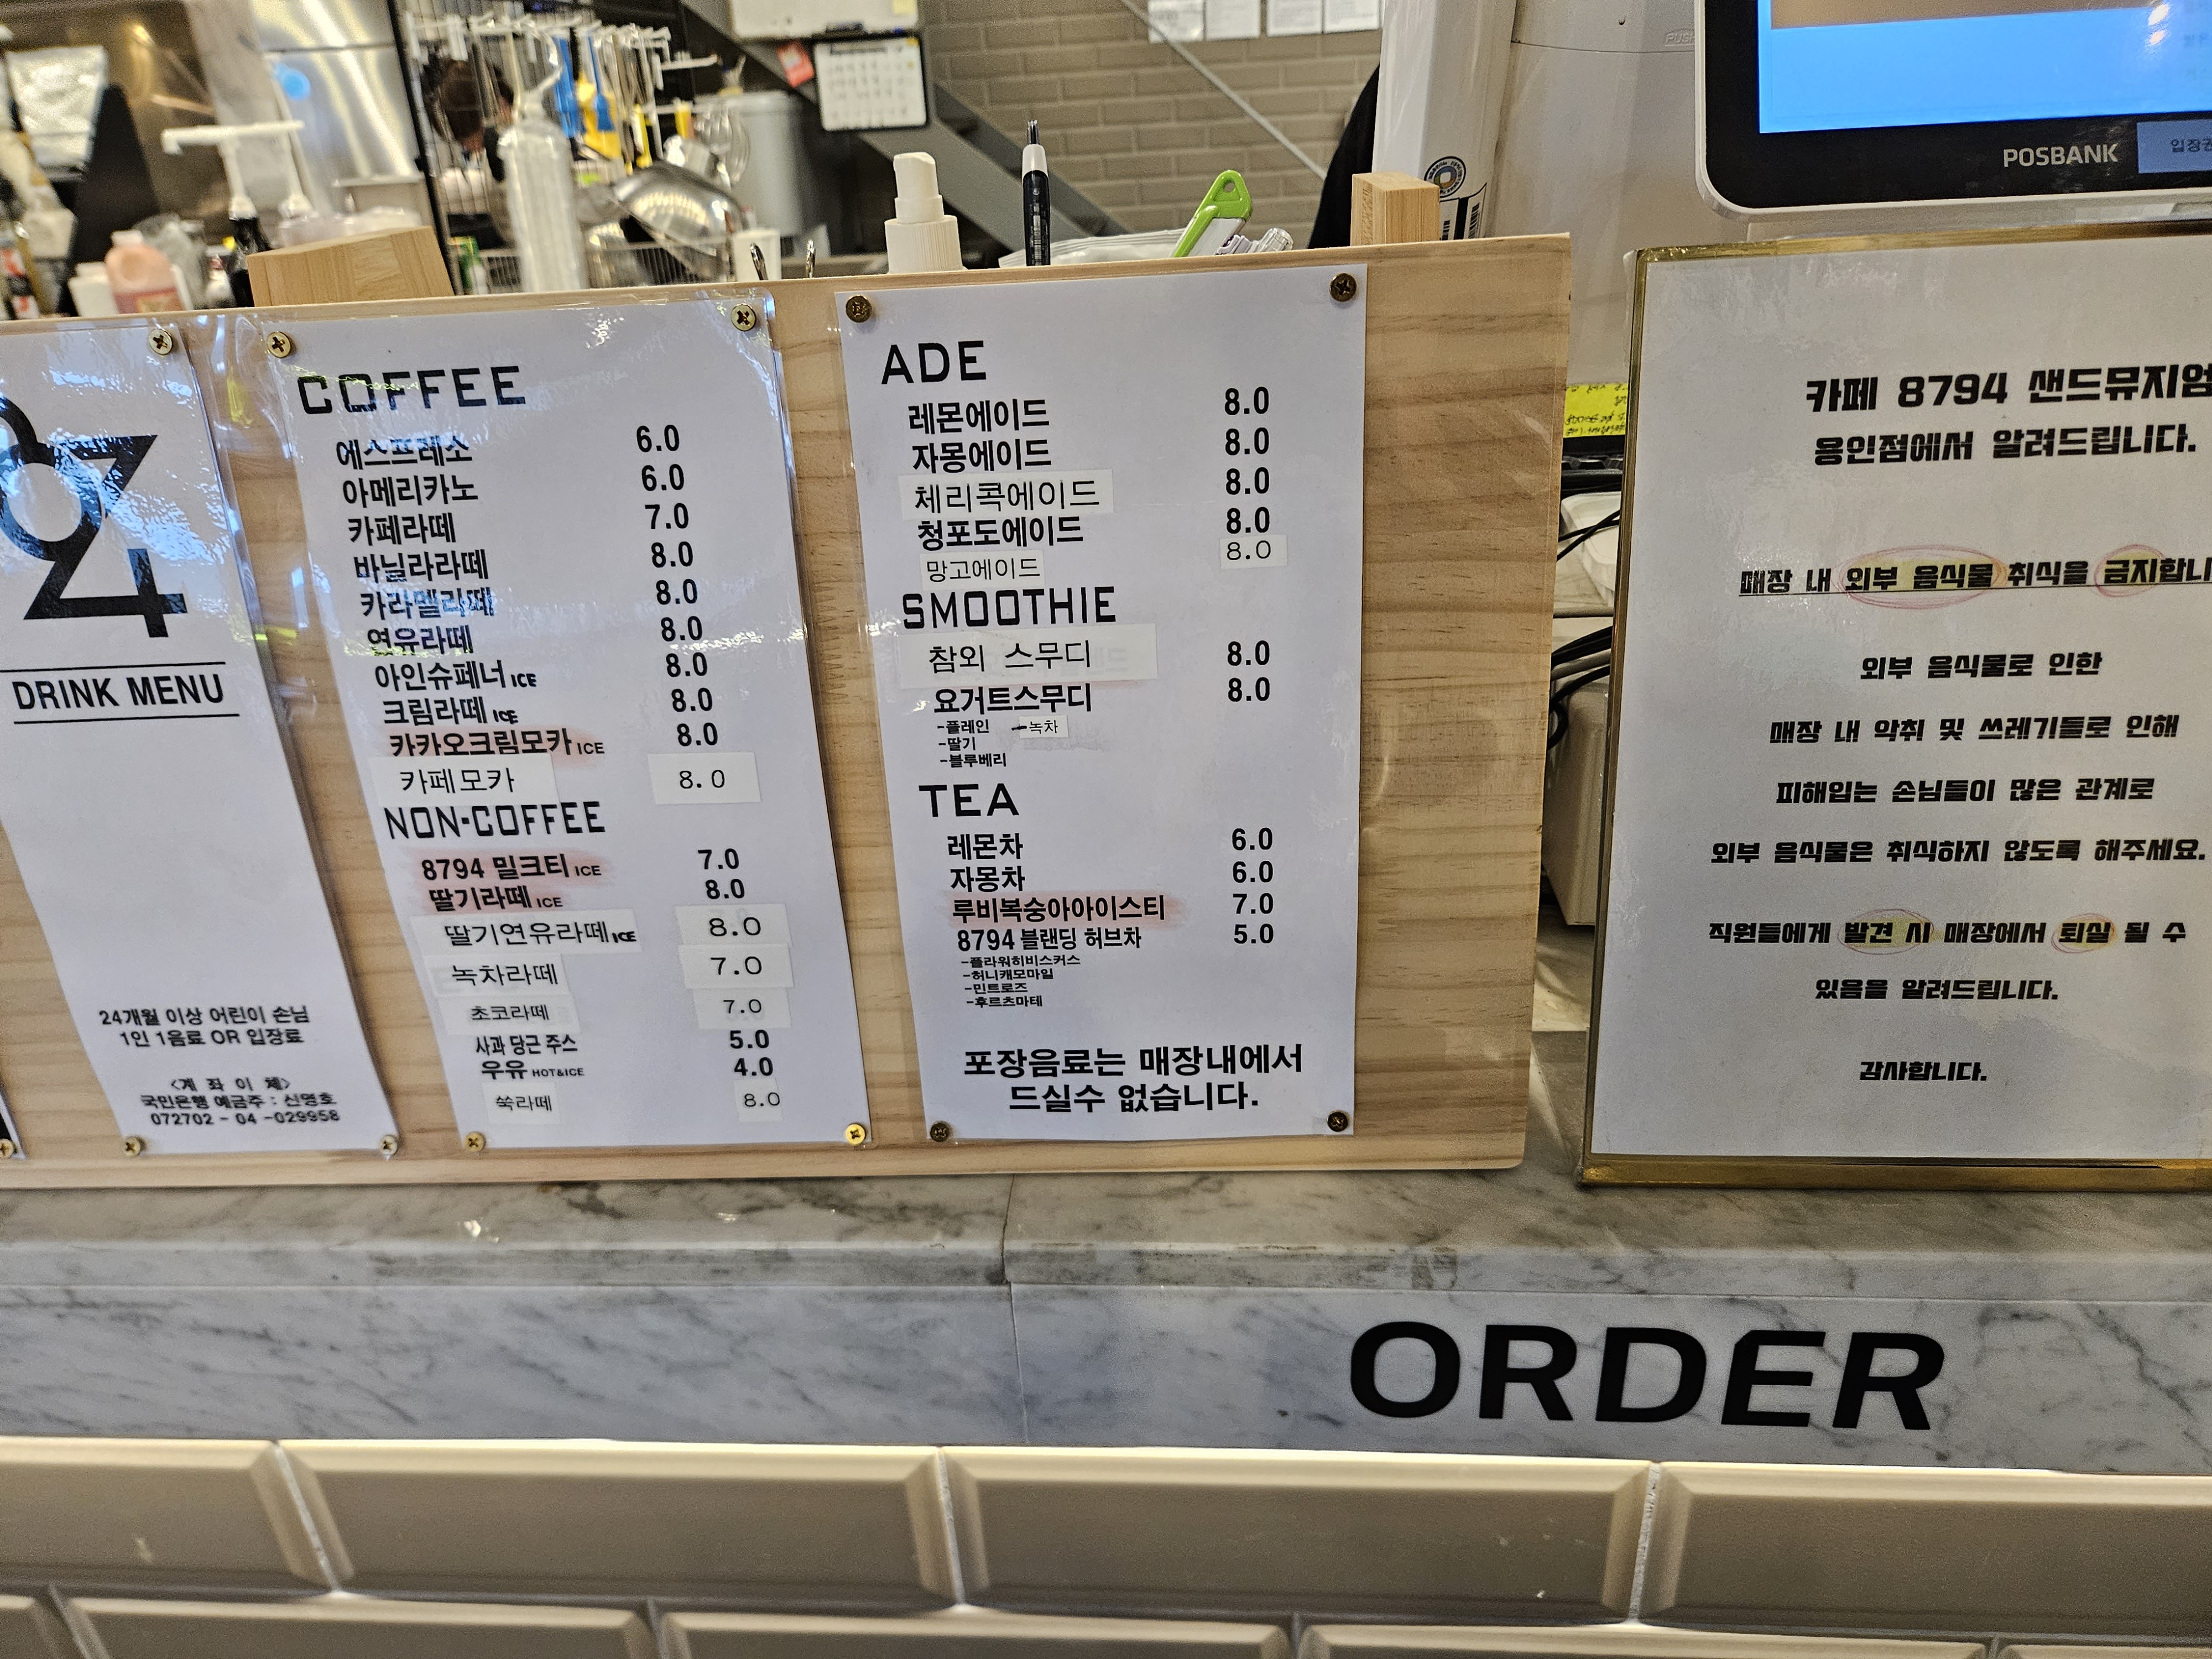 94
DRINK MENU
24개월 이상 어린이 손님
1인 1음료 OR 입장료
<계 좌 이 체>
국민은행 예금주 : 신명호
072702 - 04 -029958
COFFEE
에스프레소 6.0
아메리카노 6.0
카페라떼 7.0
바닐라라떼 8.0
카라멜라떼 8.0
연유라떼 8.0
아인슈페너 ICE 8.0
크림라떼 ICE 8.0
카카오크림모카 ICE 8.0
카페모카 8.0
NON-COFFEE
8794 밀크티 ICE 7.0
딸기라떼 ICE 8.0
딸기연유라떼 ICE 8.0
녹차라떼 7.0
초코라떼 7.0
사과 당근 주스 5.0
우유 HOT&ICE 4.0
쑥라떼 8.0
ADE
레몬에이드 8.0
자몽에이드 8.0
체리콕에이드 8.0
청포도에이드 8.0
망고에이드 8.0
SMOOTHIE
참외 스무디 8.0
요거트스무디 8.0
-플레인 -녹차
-딸기
-블루베리
TEA
레몬차 6.0
자몽차 6.0
루비복숭아아이스티 7.0
8794 블랜딩 허브차 5.0
-플라워히비스커스
-허니캐모마일
-민트로즈
-후르츠마테
포장음료는 매장내에서
드실수 없습니다.
POSBANK
입장권
카페 8794 샌드뮤지엄
용인점에서 알려드립니다.
매장 내 외부 음식물 취식을 금지합니
외부 음식물로 인한
매장 내 악취 및 쓰레기들로 인해
피해입는 손님들이 많은 관계로
외부 음식물은 취식하지 않도록 해주세요.
직원들에게 발견 시 매장에서 퇴실 될 수
있음을 알려드립니다.
감사합니다.
ORDER